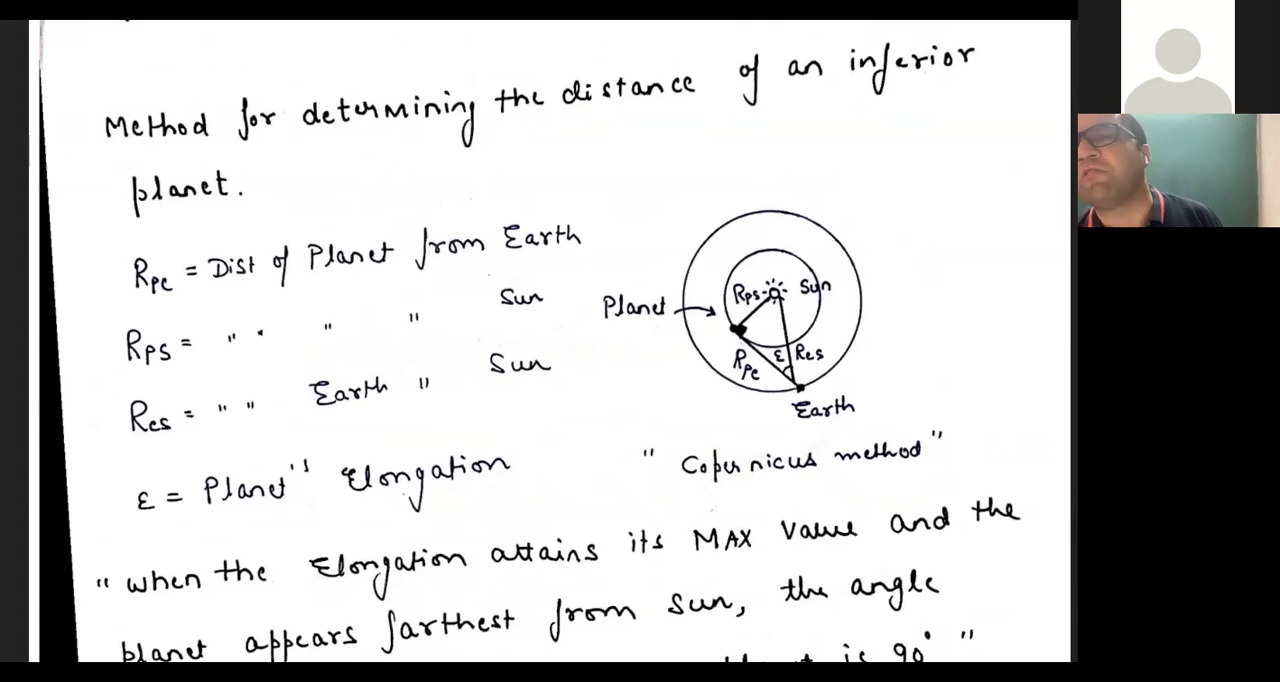 Method for determining the distance of an inferior
planet.
Rpe = Dist of Planet from Earth
Rps = " " " " Sun
Res = " " Earth " Sun
ε = Planet's Elongation
Planet
Rps
Sun
Rpe
ε
Res
Earth
" Copernicus method "
" when the Elongation attains its MAX Value and the
planet appears farthest from sun, the angle
is 90° "